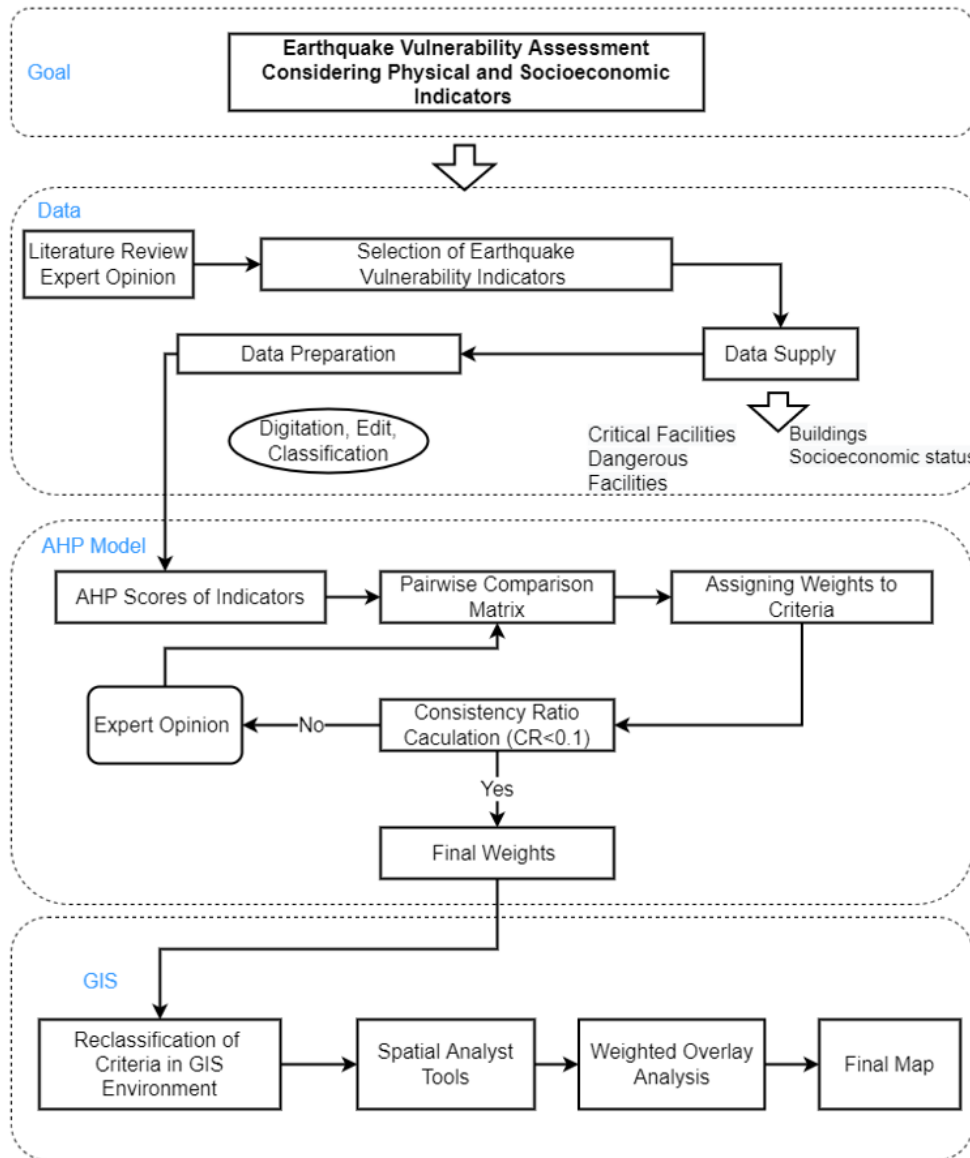 Goal
Earthquake Vulnerability Assessment
Considering Physical and Socioeconomic
Indicators
Data
Literature Review
Expert Opinion
Selection of Earthquake
Vulnerability Indicators
Data Preparation
Data Supply
Digitation, Edit,
Classification
Critical Facilities
Dangerous
Facilities
Buildings
Socioeconomic status
AHP Model
AHP Scores of Indicators
Pairwise Comparison
Matrix
Assigning Weights to
Criteria
Expert Opinion
No
Consistency Ratio
Caculation (CR<0.1)
Yes
Final Weights
GIS
Reclassification of
Criteria in GIS
Environment
Spatial Analyst
Tools
Weighted Overlay
Analysis
Final Map